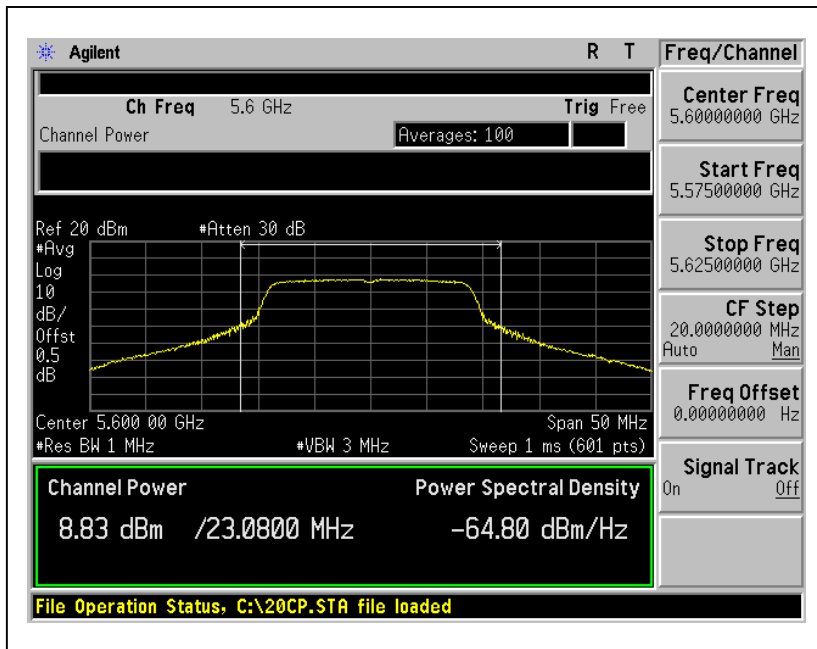 Agilent R T Freq/Channel
Ch Freq 5.6 GHz Trig Free
Channel Power Averages: 100
Center Freq
5.60000000 GHz
Start Freq
5.57500000 GHz
Stop Freq
5.62500000 GHz
CF Step
20.0000000 MHz
Auto Man
Freq Offset
0.00000000 Hz
Signal Track
On Off
Ref 20 dBm #Atten 30 dB
#Avg
Log
10
dB/
Offst
0.5
dB
Center 5.600 00 GHz Span 50 MHz
#Res BW 1 MHz #VBW 3 MHz Sweep 1 ms (601 pts)
Channel Power Power Spectral Density
8.83 dBm /23.0800 MHz -64.80 dBm/Hz
File Operation Status, C:\20CP.STA file loaded